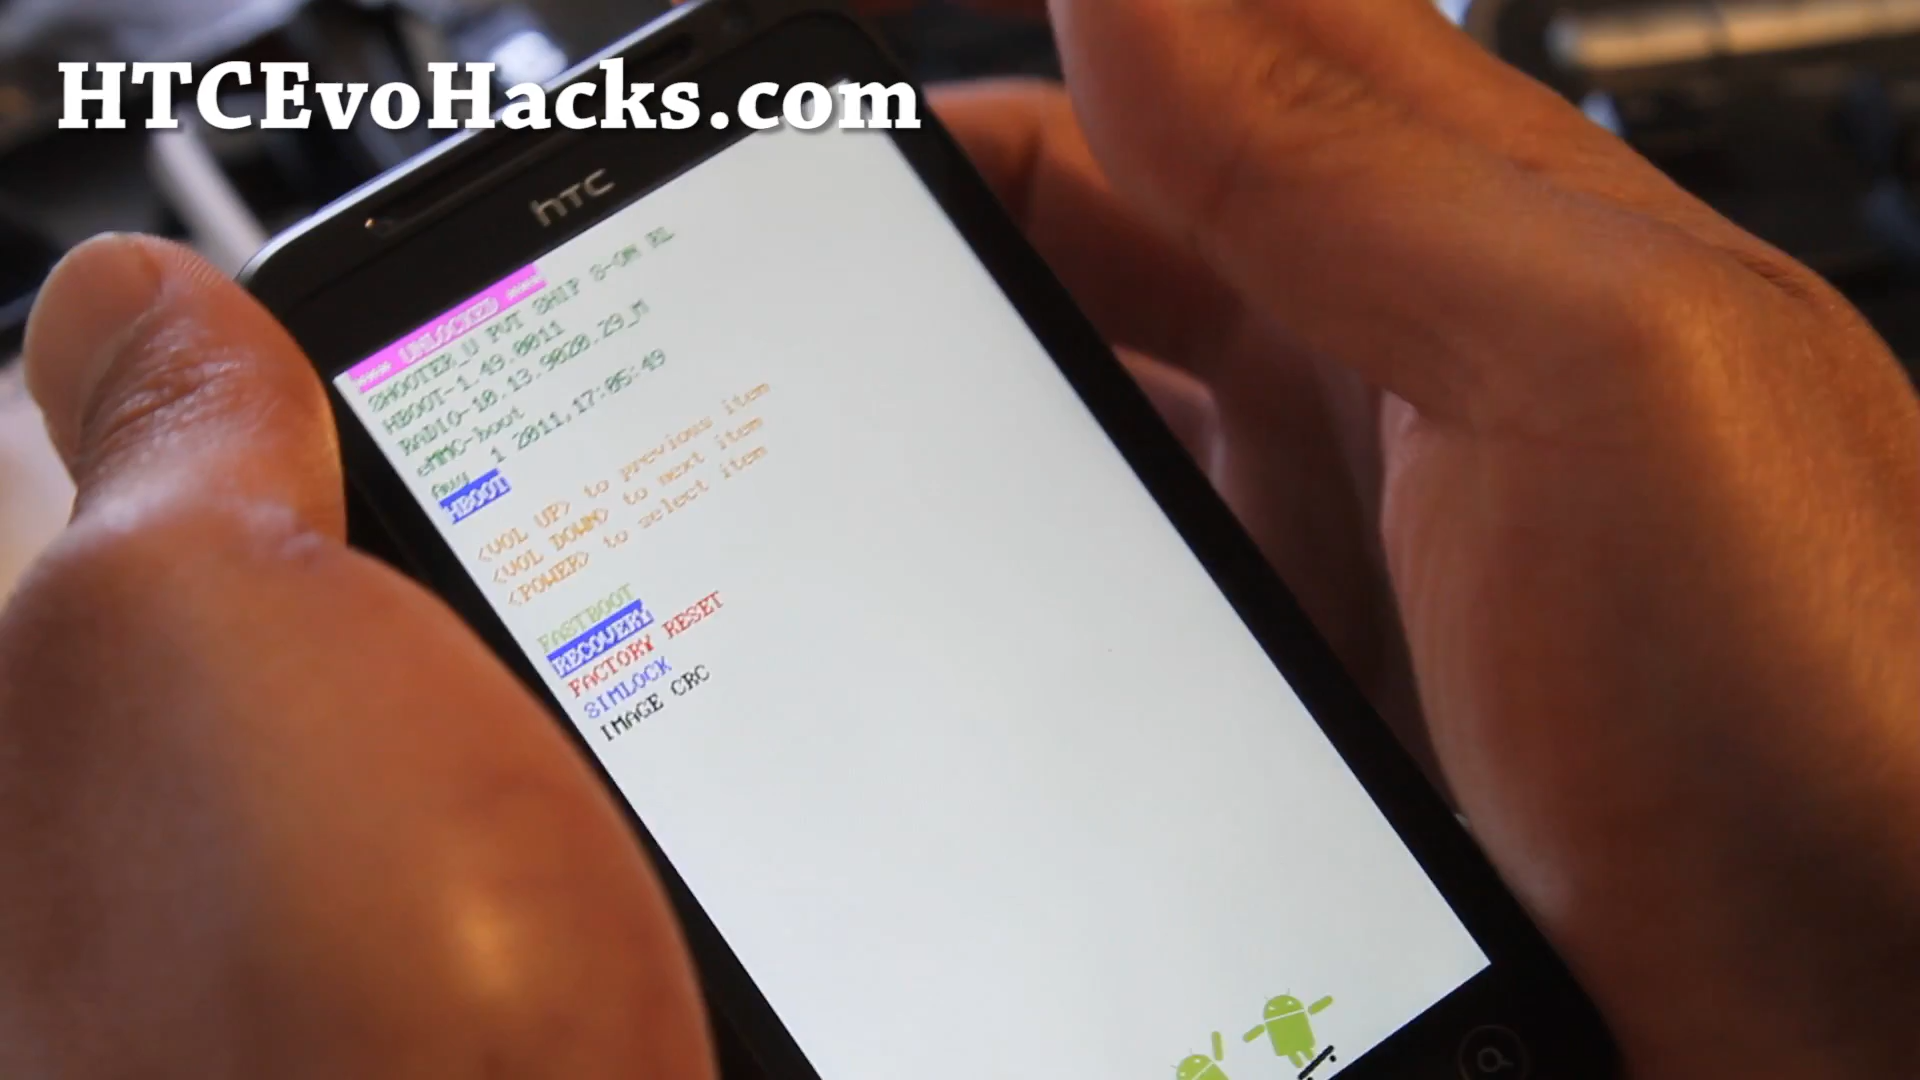 HTCEvoHacks.com
hTC
*** UNLOCKED ***
SHOOTER_U PVT SHIP S-ON RL
HBOOT-1.49.0011
RADIO-10.13.9020.29_M
eMMC-boot
Aug 1 2011,17:05:49
HBOOT
<VOL UP> to previous item
<VOL DOWN> to next item
<POWER> to select item
FASTBOOT
RECOVERY
FACTORY RESET
SIMLOCK
IMAGE CRC